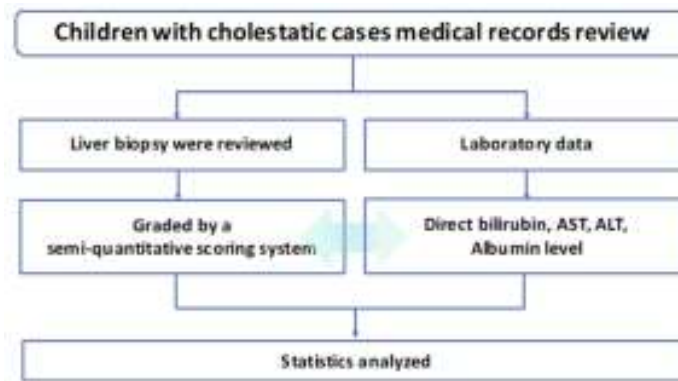 Children with cholestatic cases medical records review
Liver biopsy were reviewed
Laboratory data
Graded by a
semi-quantitative scoring system
Direct bilirubin, AST, ALT,
Albumin level
Statistics analyzed